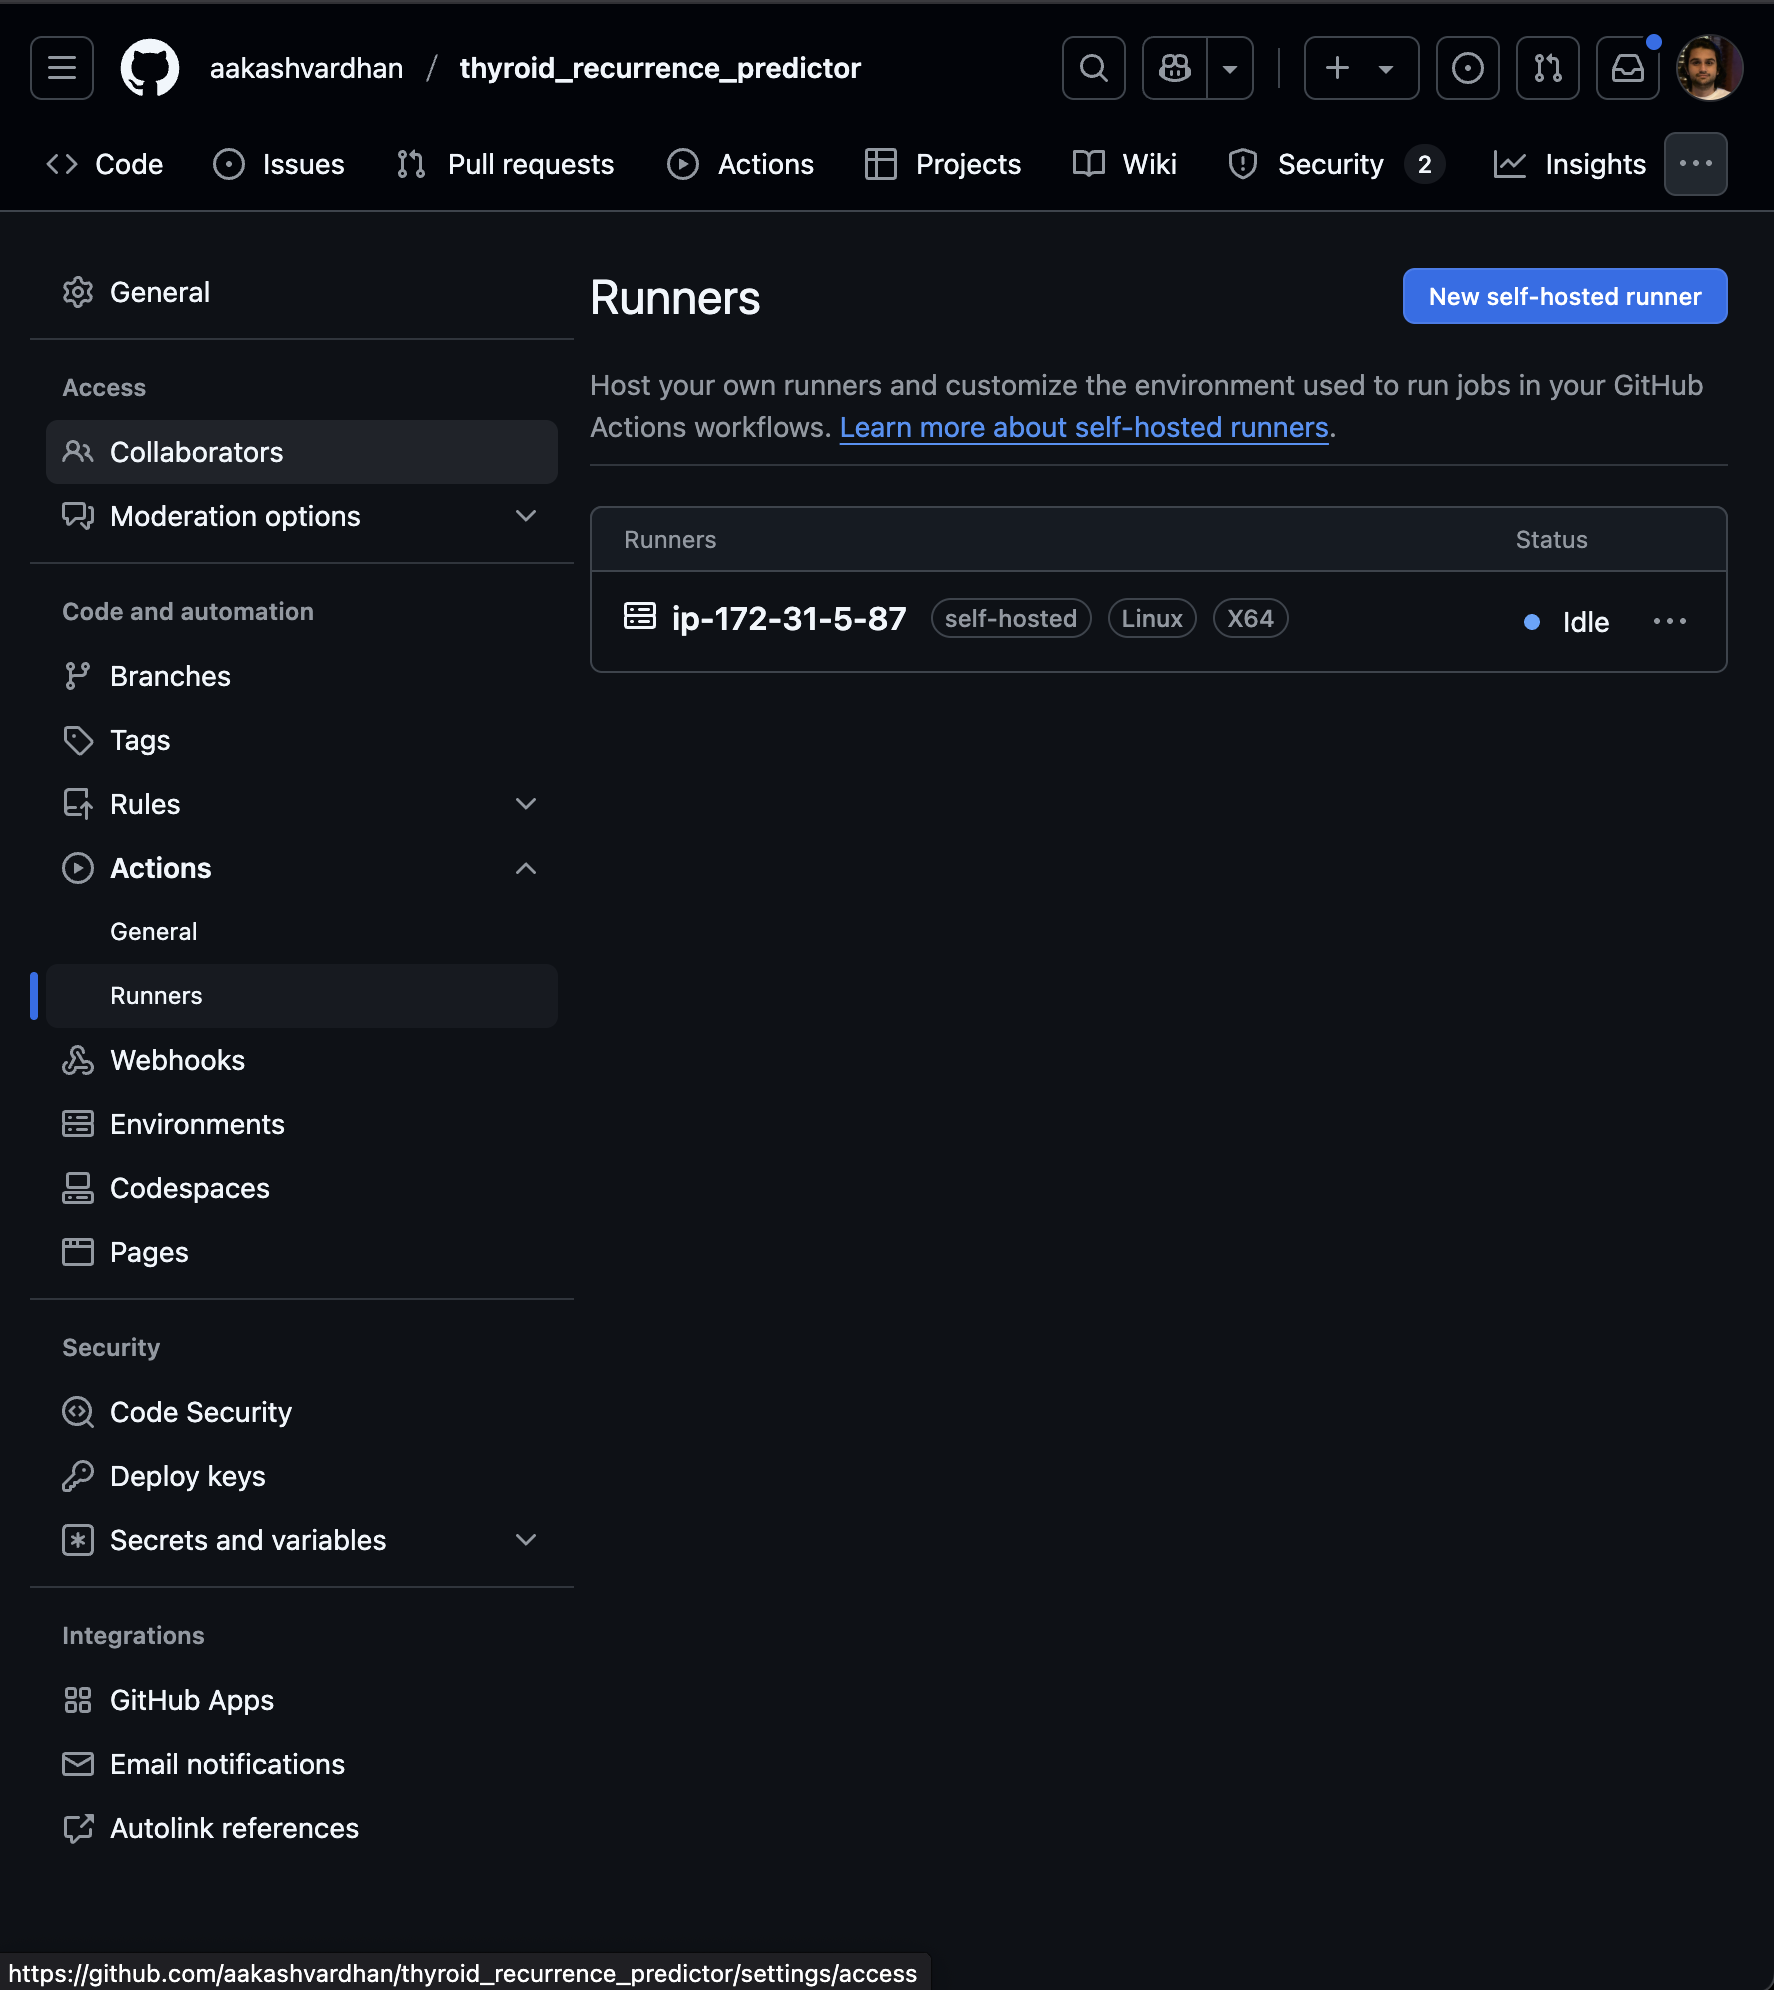 aakashvardhan / thyroid_recurrence_predictor
Code Issues Pull requests Actions Projects Wiki Security 2 Insights
General
Access
Collaborators
Moderation options
Code and automation
Branches
Tags
Rules
Actions
General
Runners
Webhooks
Environments
Codespaces
Pages
Security
Code Security
Deploy keys
Secrets and variables
Integrations
GitHub Apps
Email notifications
Autolink references
Runners
New self-hosted runner
Host your own runners and customize the environment used to run jobs in your GitHub
Actions workflows. Learn more about self-hosted runners.
Runners Status
ip-172-31-5-87 self-hosted Linux X64 Idle
https://github.com/aakashvardhan/thyroid_recurrence_predictor/settings/access